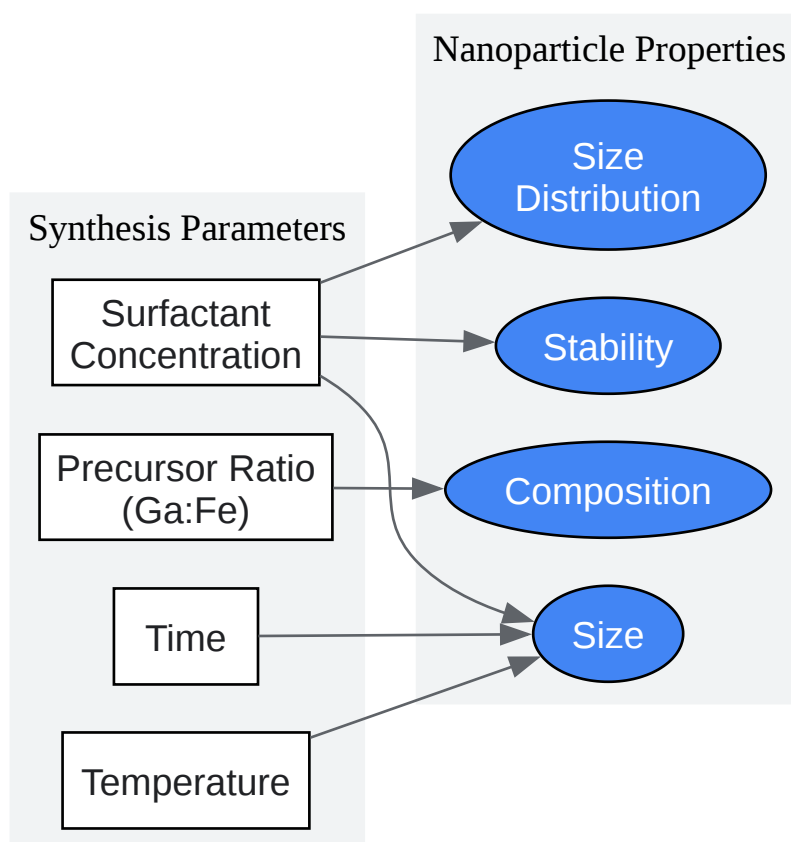 Nanoparticle Properties
Size
Distribution
Stability
Composition
Size
Synthesis Parameters
Surfactant
Concentration
Precursor Ratio
(Ga:Fe)
Time
Temperature